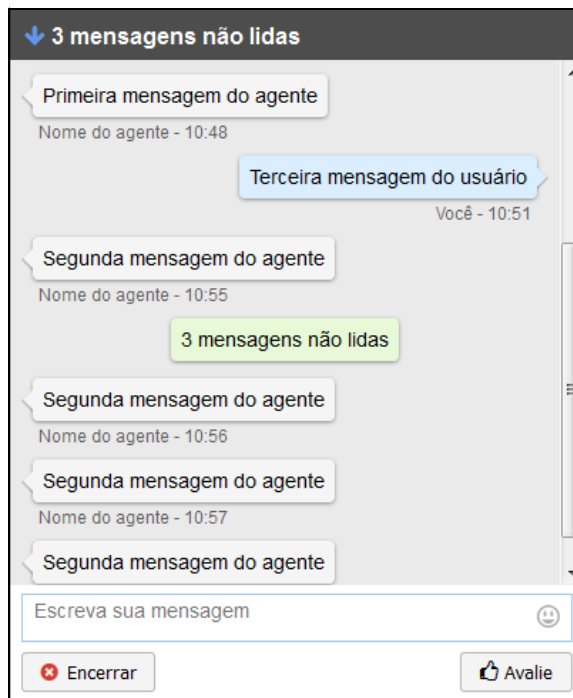 3 mensagens não lidas
Primeira mensagem do agente
Nome do agente - 10:48
Terceira mensagem do usuário
Você - 10:51
Segunda mensagem do agente
Nome do agente - 10:55
3 mensagens não lidas
Segunda mensagem do agente
Nome do agente - 10:56
Segunda mensagem do agente
Nome do agente - 10:57
Segunda mensagem do agente
Escreva sua mensagem
Encerrar
Avalie